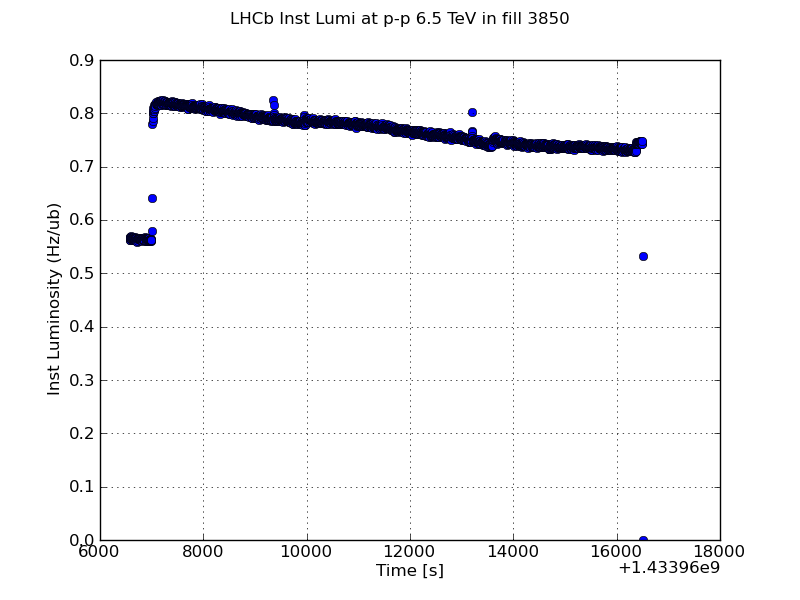 LHCb Inst Lumi at p-p 6.5 TeV in fill 3850
0.9
0.8
0.7
0.6
0.5
0.4
0.3
0.2
0.1
0.0
Inst Luminosity (Hz/ub)
6000 8000 10000 12000 14000 16000 18000
Time [s]
+1.43396e9